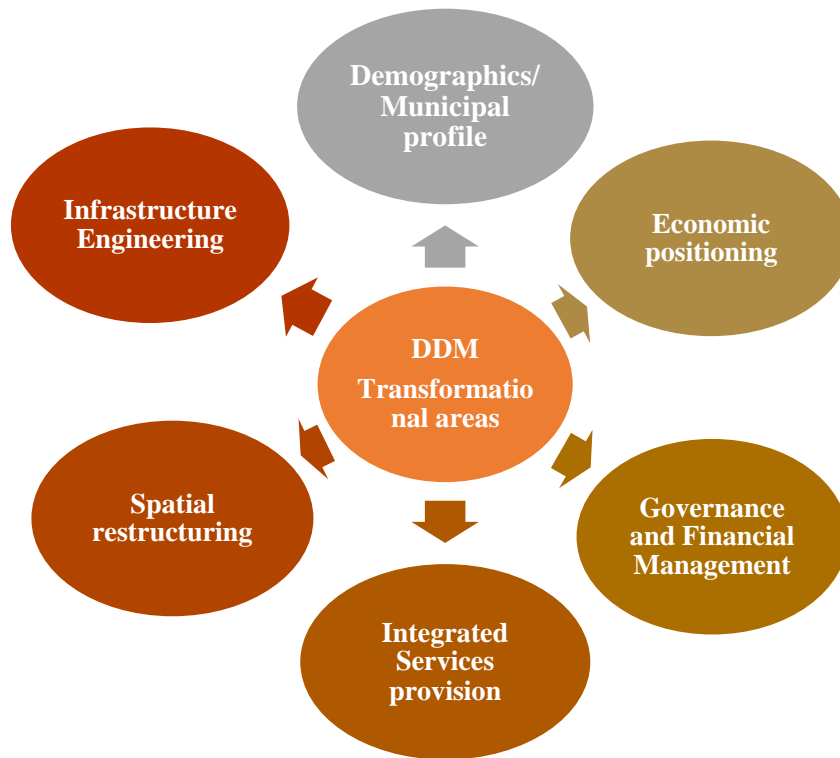 Demographics/
Municipal
profile
Infrastructure
Engineering
Economic
positioning
DDM
Transformatio
nal areas
Spatial
restructuring
Governance
and Financial
Management
Integrated
Services
provision